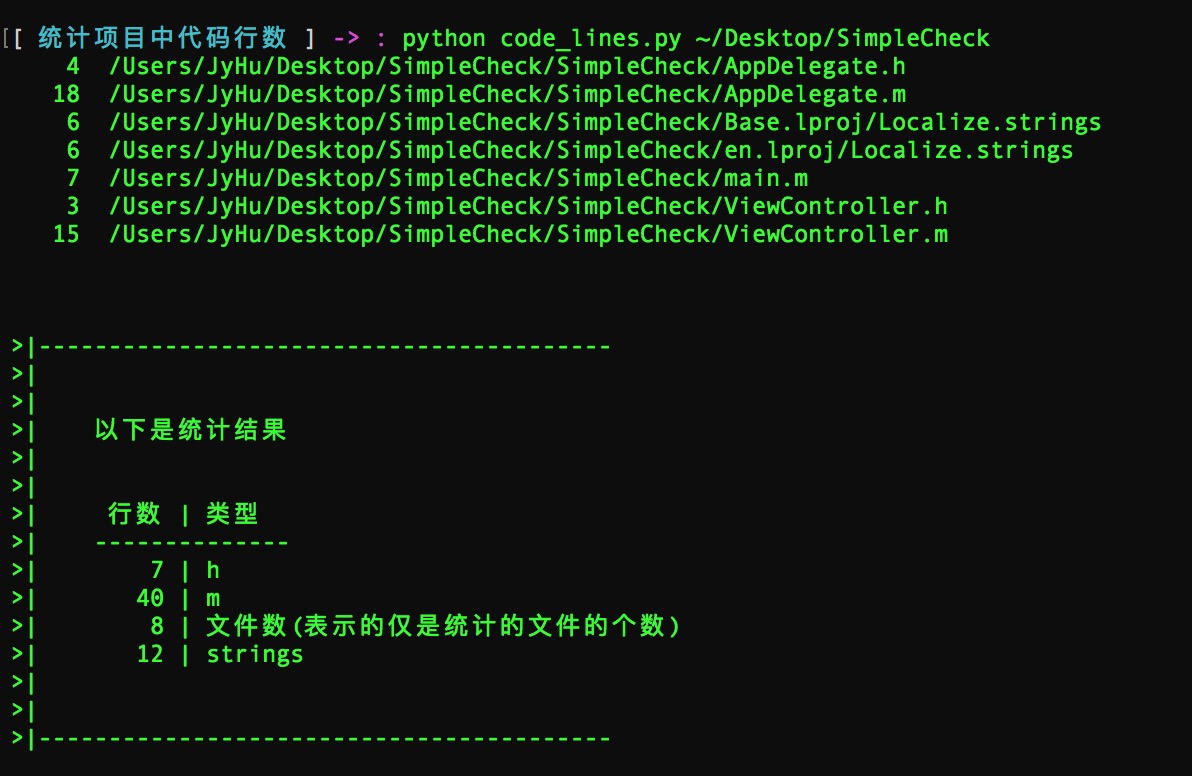 [[ 统计项目中代码行数 ] -> : python code_lines.py ~/Desktop/SimpleCheck
4 /Users/JyHu/Desktop/SimpleCheck/SimpleCheck/AppDelegate.h
18 /Users/JyHu/Desktop/SimpleCheck/SimpleCheck/AppDelegate.m
6 /Users/JyHu/Desktop/SimpleCheck/SimpleCheck/Base.lproj/Localize.strings
6 /Users/JyHu/Desktop/SimpleCheck/SimpleCheck/en.lproj/Localize.strings
7 /Users/JyHu/Desktop/SimpleCheck/SimpleCheck/main.m
3 /Users/JyHu/Desktop/SimpleCheck/SimpleCheck/ViewController.h
15 /Users/JyHu/Desktop/SimpleCheck/SimpleCheck/ViewController.m
>|-----------------------------------------
>|
>|
>| 以下是统计结果
>|
>|
>| 行数 | 类型
>| --------------
>| 7 | h
>| 40 | m
>| 8 | 文件数(表示的仅是统计的文件的个数)
>| 12 | strings
>|
>|
>|-----------------------------------------